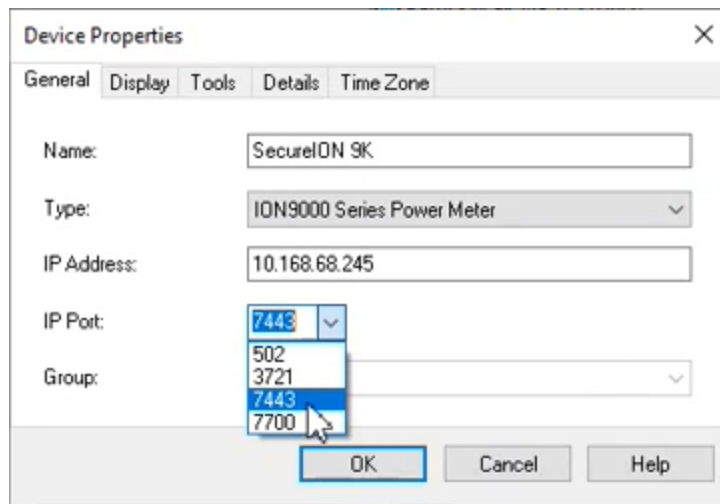 Device Properties
General Display Tools Details Time Zone
Name: SecureION 9K
Type: ION9000 Series Power Meter
IP Address: 10.168.68.245
IP Port: 7443
502
3721
Group:
7443
7700
OK Cancel Help